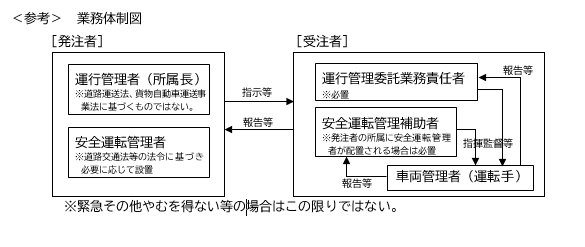 ＜参考＞　業務体制図
［発注者］
運行管理者（所属長）
※道路運送法、貨物自動車運送事
業法に基づくものではない。
安全運転管理者
※道路交通法等の法令に基づき
必要に応じて設置
指示等
報告等
［受注者］
運行管理委託業務責任者
※必置
安全運転管理補助者
※発注者の所属に安全運転管理
者が配置される場合は必置
報告等
指揮監督等
報告等
車両管理者（運転手）
※緊急その他やむを得ない等の場合はこの限りではない。